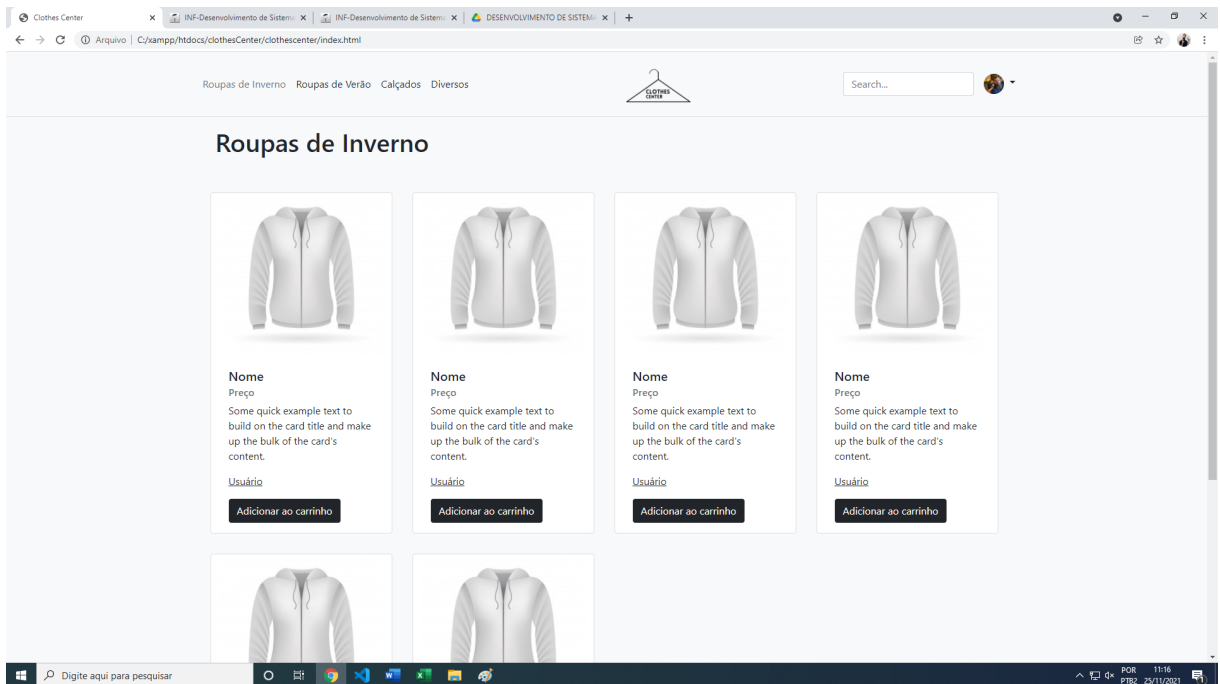 Clothes Center
INF-Desenvolvimento de Sistema
INF-Desenvolvimento de Sistema
DESENVOLVIMENTO DE SISTEMA
Arquivo
C:/xampp/htdocs/clothesCenter/clothescenter/index.html
Roupas de Inverno Roupas de Verão Calçados Diversos
CLOTHES
CENTER
Search...
Roupas de Inverno
Nome
Preço
Some quick example text to
build on the card title and make
up the bulk of the card's
content.
Usuário
Adicionar ao carrinho
Nome
Preço
Some quick example text to
build on the card title and make
up the bulk of the card's
content.
Usuário
Adicionar ao carrinho
Nome
Preço
Some quick example text to
build on the card title and make
up the bulk of the card's
content.
Usuário
Adicionar ao carrinho
Nome
Preço
Some quick example text to
build on the card title and make
up the bulk of the card's
content.
Usuário
Adicionar ao carrinho
Digite aqui para pesquisar
POR
PTB2
11:16
25/11/2021
1